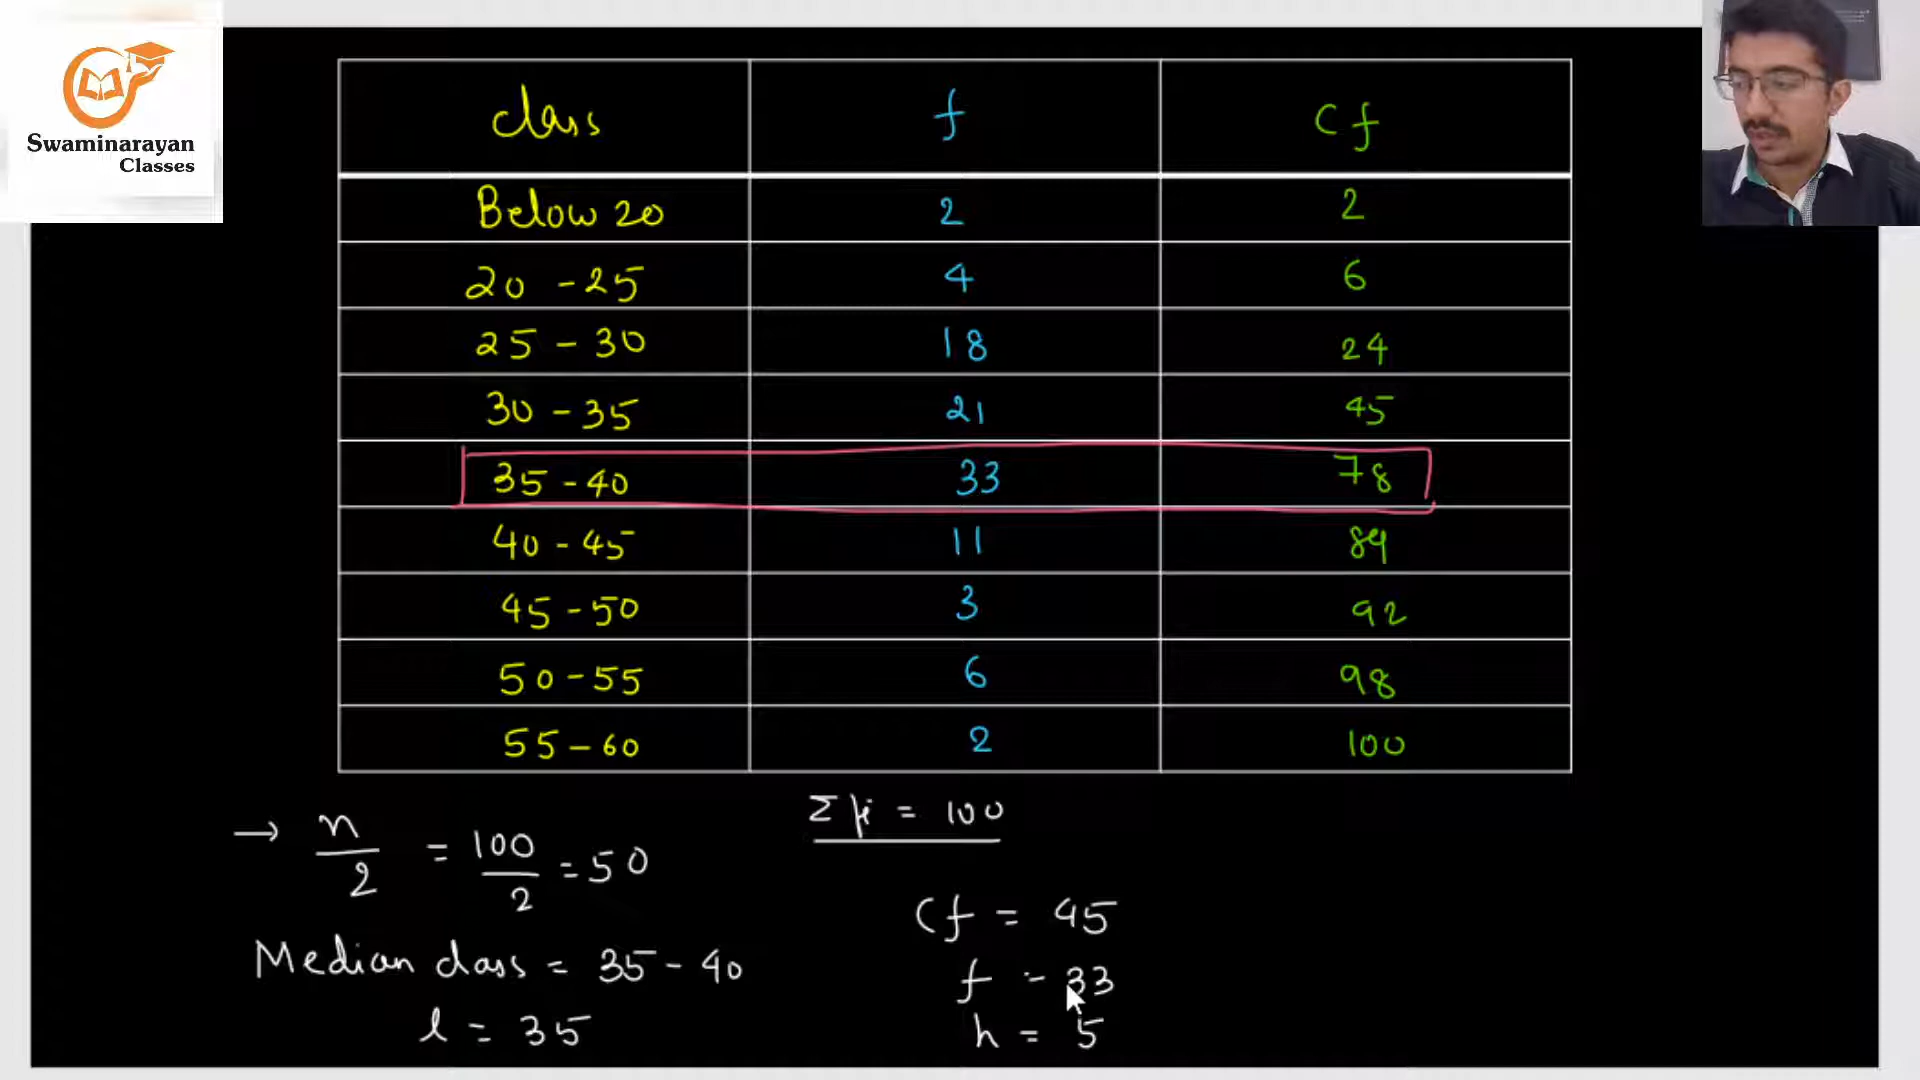 Swaminarayan
Classes
class f cf
Below 20 2 2
20 - 25 4 6
25 - 30 18 24
30 - 35 21 45
35 - 40 33 78
40 - 45 11 89
45 - 50 3 92
50 - 55 6 98
55 - 60 2 100
Σfi = 100
→ n/2 = 100/2 = 50
Cf = 45
Median class = 35 - 40
f = 33
l = 35
h = 5